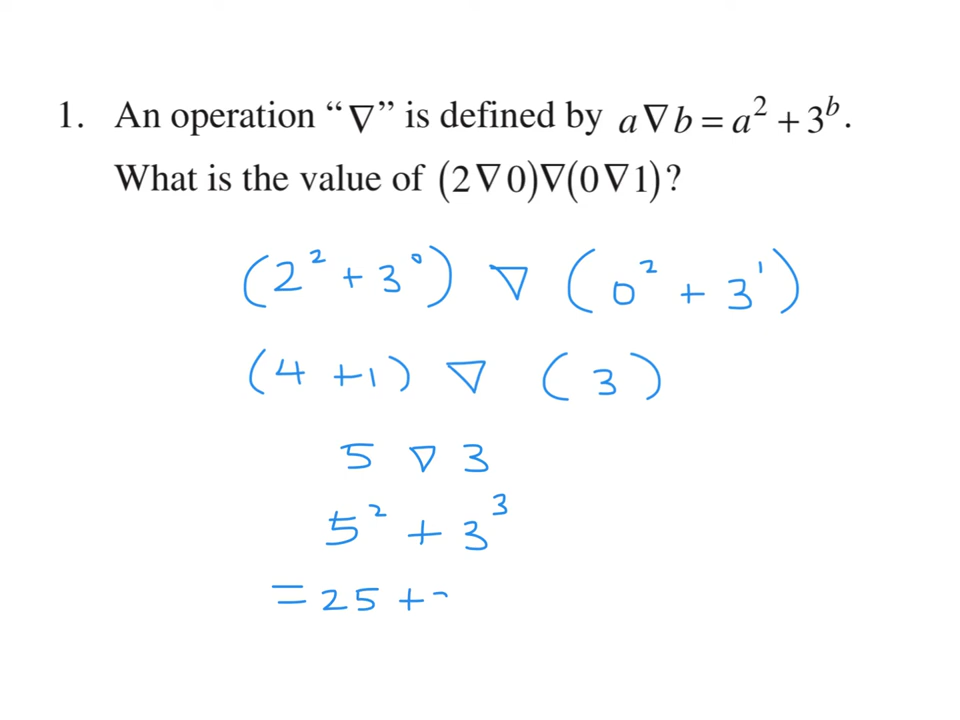 1. An operation “∇” is defined by a∇b = a² + 3ᵇ.
What is the value of (2∇0)∇(0∇1)?
(2² + 3⁰) ∇ (0² + 3¹)
(4 + 1) ∇ (3)
5 ∇ 3
5² + 3³
= 25 +